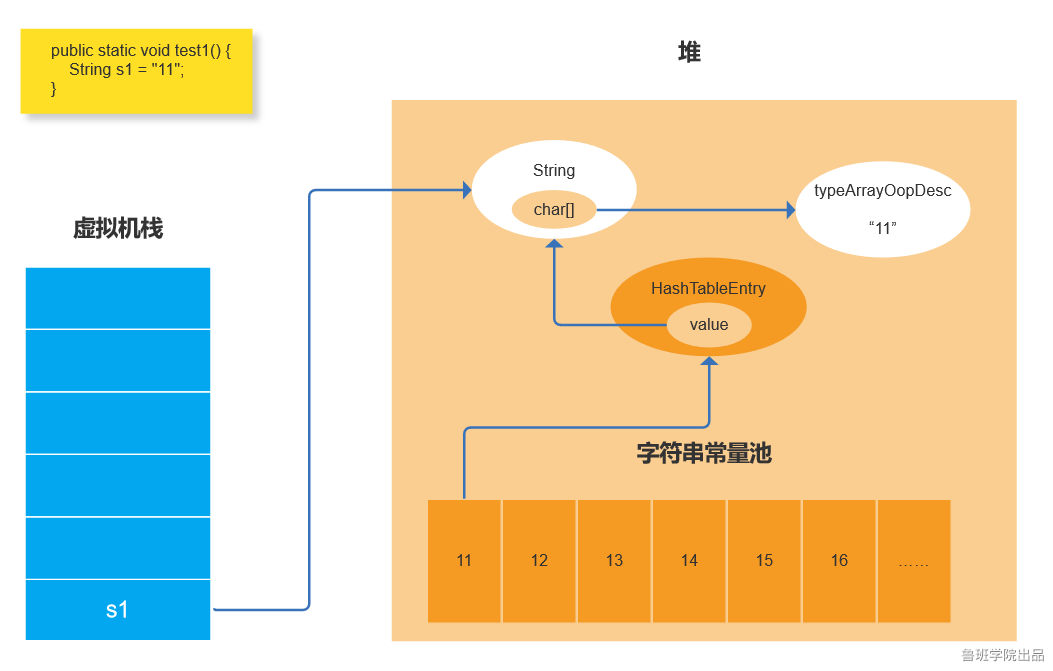 public static void test1() {
String s1 = "11";
}
堆
String
char[]
typeArrayOopDesc
“11”
虚拟机栈
HashTableEntry
value
字符串常量池
11 12 13 14 15 16 ……
s1
鲁班学院出品